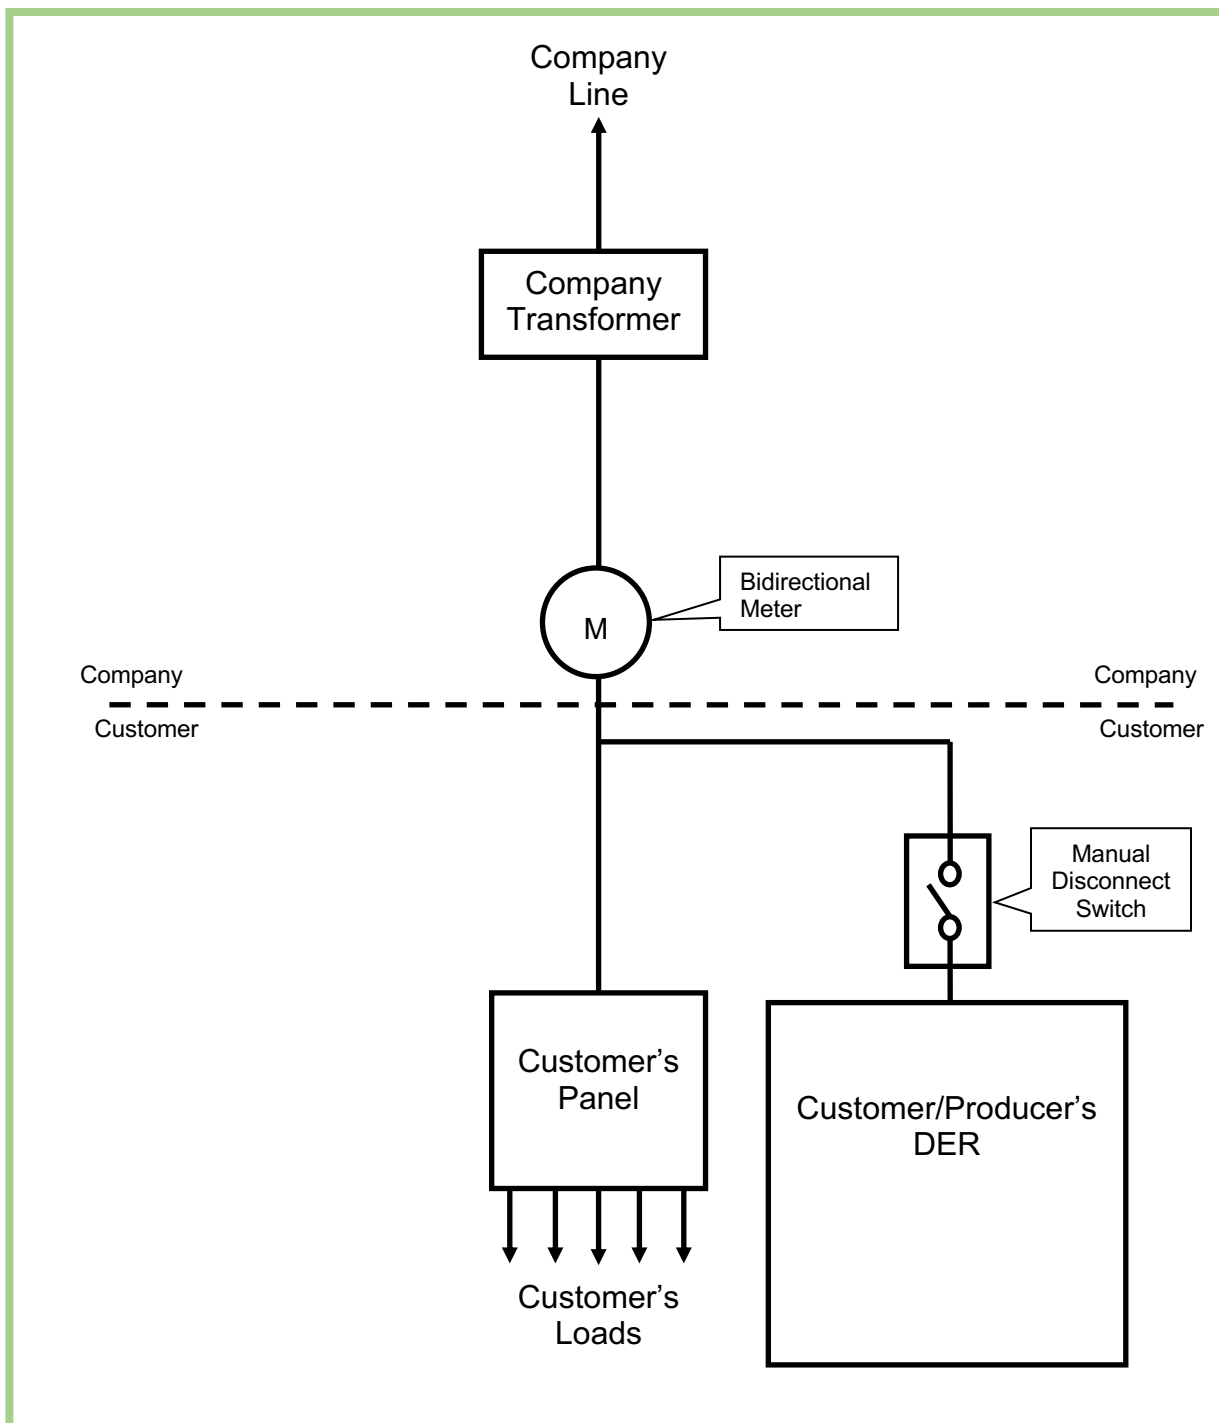 Company
Line
Company
Transformer
Bidirectional
Meter
M
Company
Company
Customer
Customer
Manual
Disconnect
Switch
Customer’s
Panel
Customer/Producer’s
DER
Customer’s
Loads